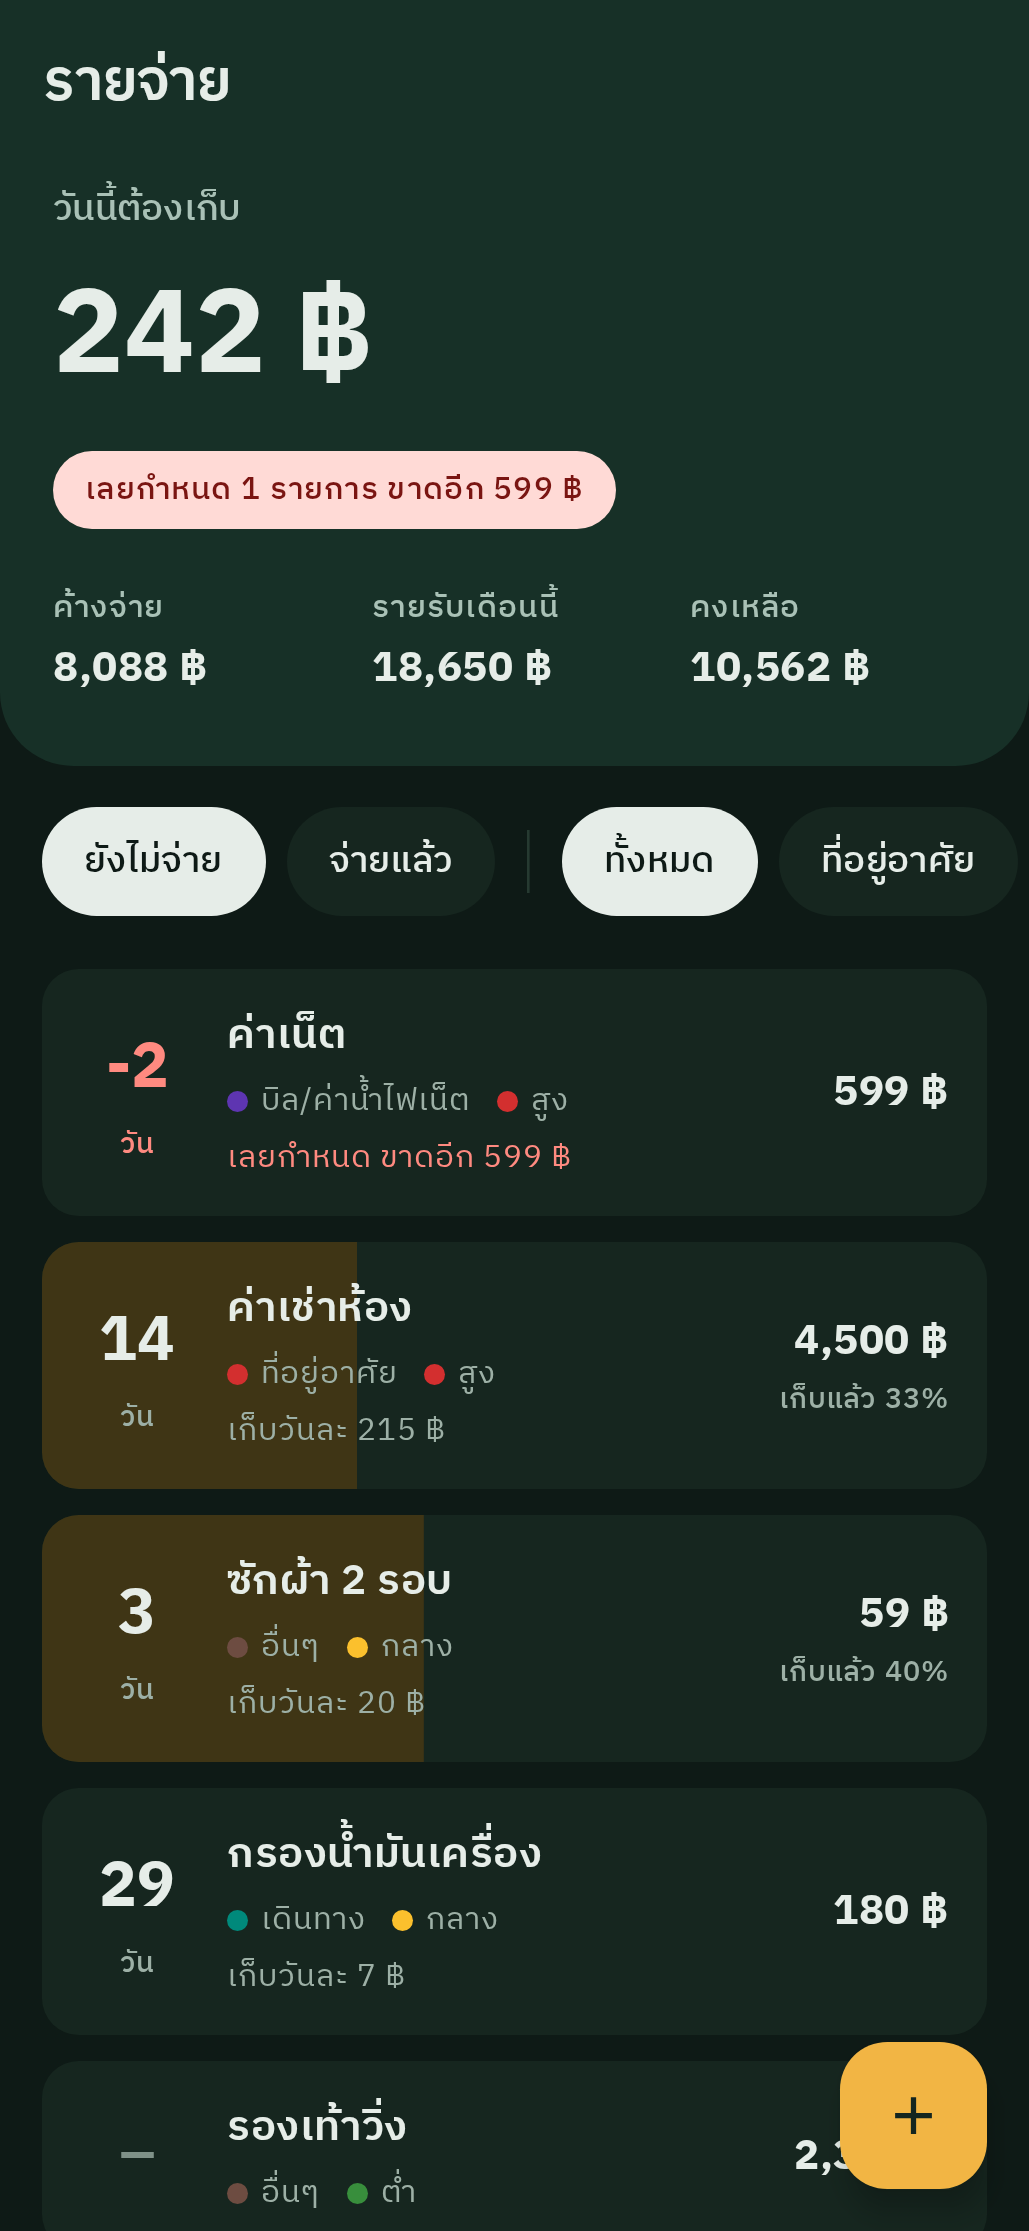 รายจ่าย
วันนี้ต้องเก็บ
242 ฿
เลยกำหนด 1 รายการ ขาดอีก 599 ฿
ค้างจ่าย รายรับเดือนนี้ คงเหลือ
8,088 ฿ 18,650 ฿ 10,562 ฿
ยังไม่จ่าย จ่ายแล้ว ทั้งหมด ที่อยู่อาศัย
ค่าเน็ต
-2 วัน
บิล/ค่าน้ำไฟเน็ต สูง
599 ฿
เลยกำหนด ขาดอีก 599 ฿
ค่าเช่าห้อง
14 วัน
4,500 ฿
ที่อยู่อาศัย สูง
เก็บแล้ว 33%
เก็บวันละ 215 ฿
ซักผ้า 2 รอบ
3 วัน
59 ฿
อื่นๆ กลาง
เก็บแล้ว 40%
เก็บวันละ 20 ฿
กรองน้ำมันเครื่อง
29 วัน
180 ฿
เดินทาง กลาง
เก็บวันละ 7 ฿
รองเท้าวิ่ง
–
อื่นๆ ต่ำ
+